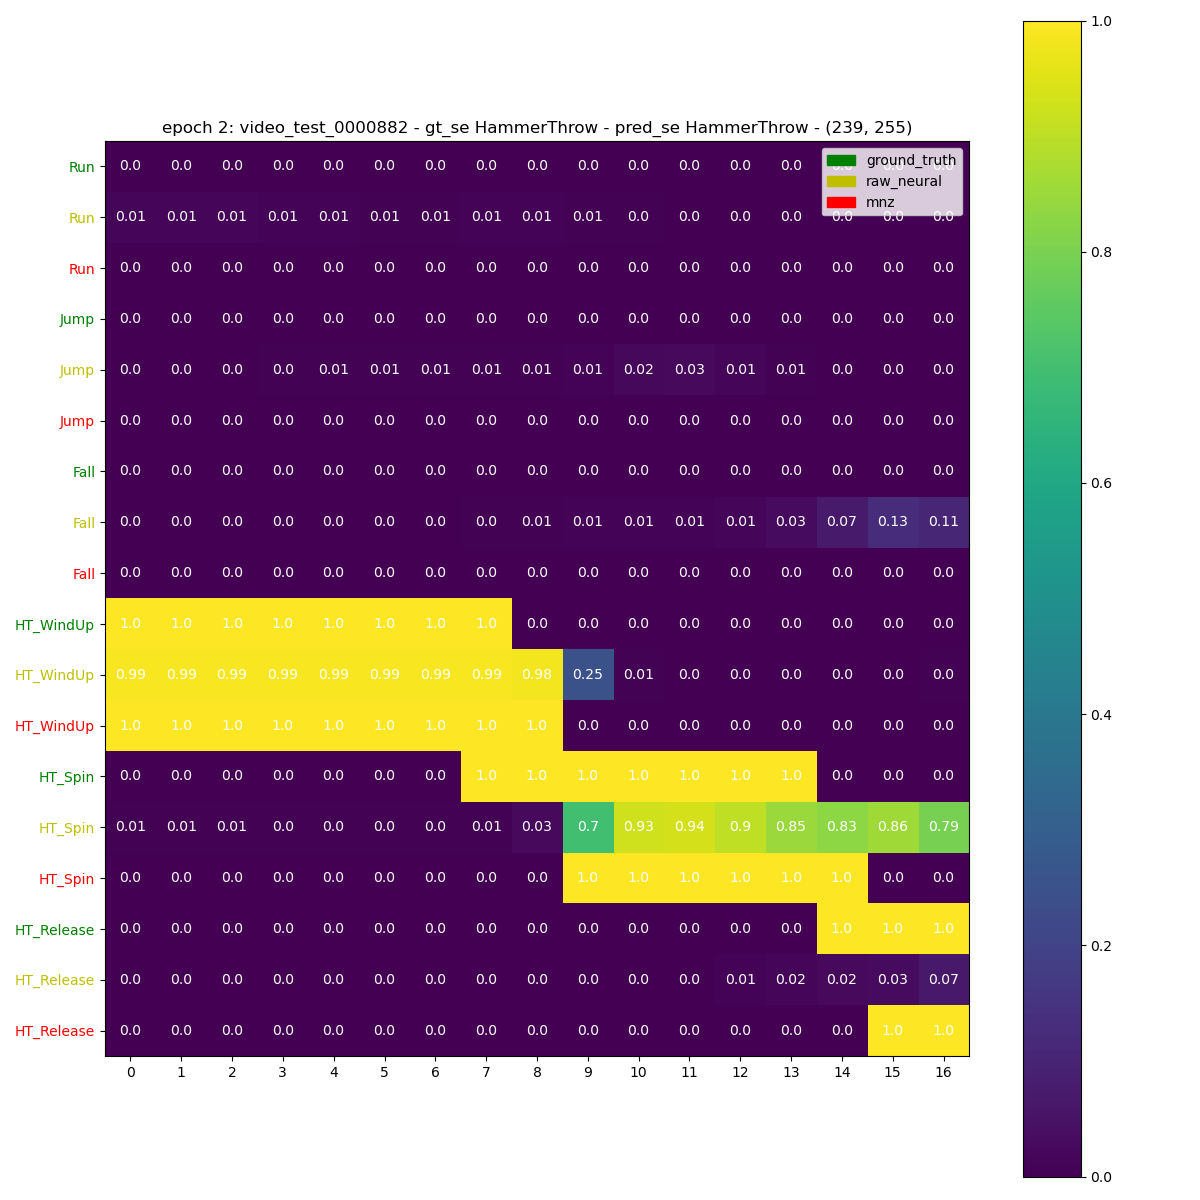 epoch 2: video_test_0000882 - gt_se HammerThrow - pred_se HammerThrow - (239, 255)
Run 0.0 0.0 0.0 0.0 0.0 0.0 0.0 0.0 0.0 0.0 0.0 0.0 0.0 0.0 0.0 0.0 0.0
Run 0.01 0.01 0.01 0.01 0.01 0.01 0.01 0.01 0.01 0.01 0.0 0.0 0.0 0.0 0.0 0.0 0.0
Run 0.0 0.0 0.0 0.0 0.0 0.0 0.0 0.0 0.0 0.0 0.0 0.0 0.0 0.0 0.0 0.0 0.0
Jump 0.0 0.0 0.0 0.0 0.0 0.0 0.0 0.0 0.0 0.0 0.0 0.0 0.0 0.0 0.0 0.0 0.0
Jump 0.0 0.0 0.0 0.0 0.01 0.01 0.01 0.01 0.01 0.01 0.02 0.03 0.01 0.01 0.0 0.0 0.0
Jump 0.0 0.0 0.0 0.0 0.0 0.0 0.0 0.0 0.0 0.0 0.0 0.0 0.0 0.0 0.0 0.0 0.0
Fall 0.0 0.0 0.0 0.0 0.0 0.0 0.0 0.0 0.0 0.0 0.0 0.0 0.0 0.0 0.0 0.0 0.0
Fall 0.0 0.0 0.0 0.0 0.0 0.0 0.0 0.0 0.01 0.01 0.01 0.01 0.01 0.03 0.07 0.13 0.11
Fall 0.0 0.0 0.0 0.0 0.0 0.0 0.0 0.0 0.0 0.0 0.0 0.0 0.0 0.0 0.0 0.0 0.0
HT_WindUp 1.0 1.0 1.0 1.0 1.0 1.0 1.0 1.0 0.0 0.0 0.0 0.0 0.0 0.0 0.0 0.0 0.0
HT_WindUp 0.99 0.99 0.99 0.99 0.99 0.99 0.99 0.99 0.98 0.25 0.01 0.0 0.0 0.0 0.0 0.0 0.0
HT_WindUp 1.0 1.0 1.0 1.0 1.0 1.0 1.0 1.0 1.0 0.0 0.0 0.0 0.0 0.0 0.0 0.0 0.0
HT_Spin 0.0 0.0 0.0 0.0 0.0 0.0 0.0 1.0 1.0 1.0 1.0 1.0 1.0 1.0 0.0 0.0 0.0
HT_Spin 0.01 0.01 0.01 0.0 0.0 0.0 0.0 0.01 0.03 0.7 0.93 0.94 0.9 0.85 0.83 0.86 0.79
HT_Spin 0.0 0.0 0.0 0.0 0.0 0.0 0.0 0.0 0.0 1.0 1.0 1.0 1.0 1.0 1.0 0.0 0.0
HT_Release 0.0 0.0 0.0 0.0 0.0 0.0 0.0 0.0 0.0 0.0 0.0 0.0 0.0 0.0 1.0 1.0 1.0
HT_Release 0.0 0.0 0.0 0.0 0.0 0.0 0.0 0.0 0.0 0.0 0.0 0.0 0.01 0.02 0.02 0.03 0.07
HT_Release 0.0 0.0 0.0 0.0 0.0 0.0 0.0 0.0 0.0 0.0 0.0 0.0 0.0 0.0 0.0 1.0 1.0
0 1 2 3 4 5 6 7 8 9 10 11 12 13 14 15 16
ground_truth
raw_neural
mnz
1.0
0.8
0.6
0.4
0.2
0.0